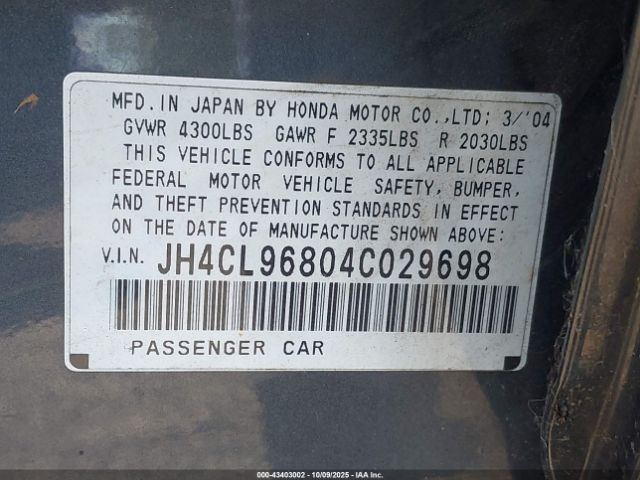 MFD. IN JAPAN BY HONDA MOTOR CO., LTD; 3/'04
GVWR 4300LBS GAWR F 2335LBS R 2030LBS
THIS VEHICLE CONFORMS TO ALL APPLICABLE
FEDERAL MOTOR VEHICLE SAFETY, BUMPER,
AND THEFT PREVENTION STANDARDS IN EFFECT
ON THE DATE OF MANUFACTURE SHOWN ABOVE:
V.I.N. JH4CL96804C029698
PASSENGER CAR
000-43403002 - 10/09/2025 - IAA Inc.